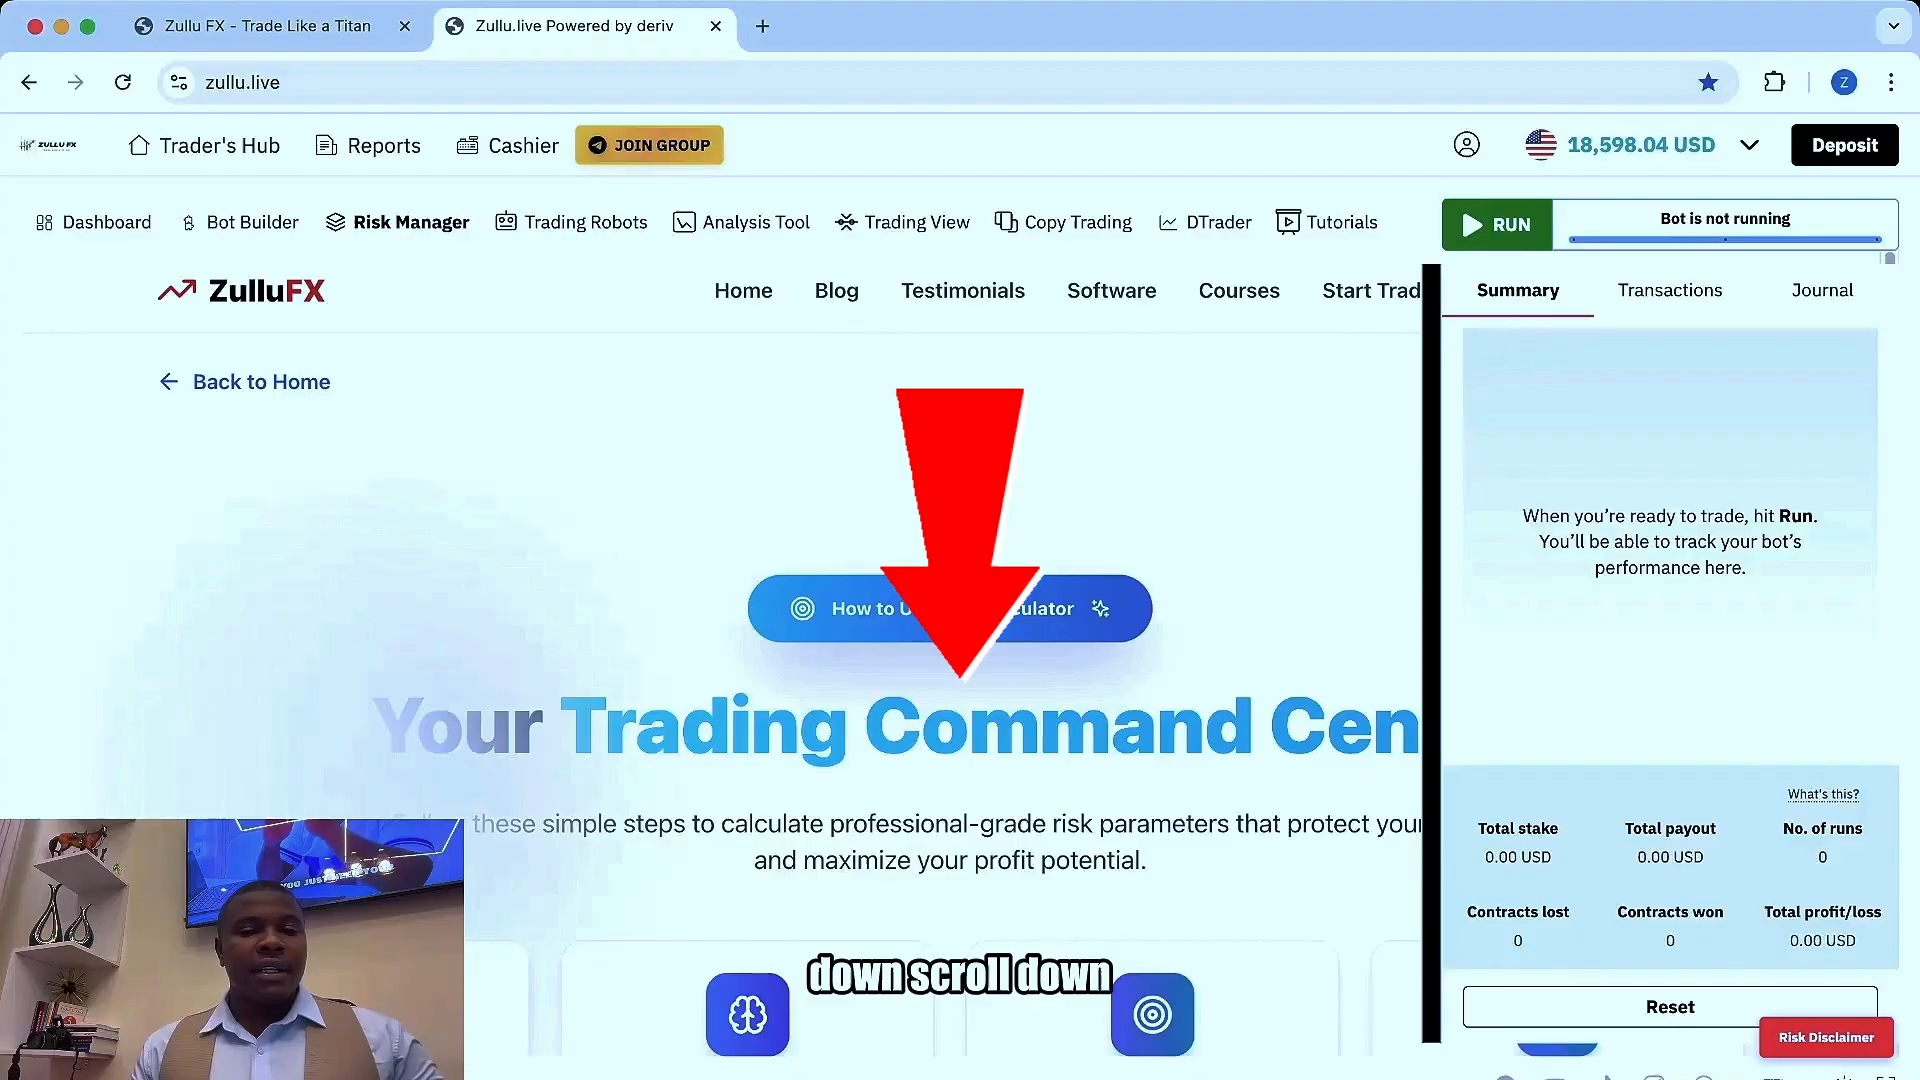 Zullu FX - Trade Like a Titan
Zullu.live Powered by deriv
zullu.live
Z
ZULLU FX
Trader's Hub
Reports
Cashier
JOIN GROUP
18,598.04 USD
Deposit
Dashboard
Bot Builder
Risk Manager
Trading Robots
Analysis Tool
Trading View
Copy Trading
DTrader
Tutorials
RUN
Bot is not running
ZulluFX
Home
Blog
Testimonials
Software
Courses
Start Trad
Summary
Transactions
Journal
Back to Home
When you're ready to trade, hit Run.
You'll be able to track your bot's
performance here.
How to U
culator
Your Trading Command Cen
these simple steps to calculate professional-grade risk parameters that protect your
and maximize your profit potential.
What's this?
Total stake
Total payout
No. of runs
0.00 USD
0.00 USD
0
Contracts lost
Contracts won
Total profit/loss
0
0
0.00 USD
YOU JUST
down scroll down
Reset
Risk Disclaimer